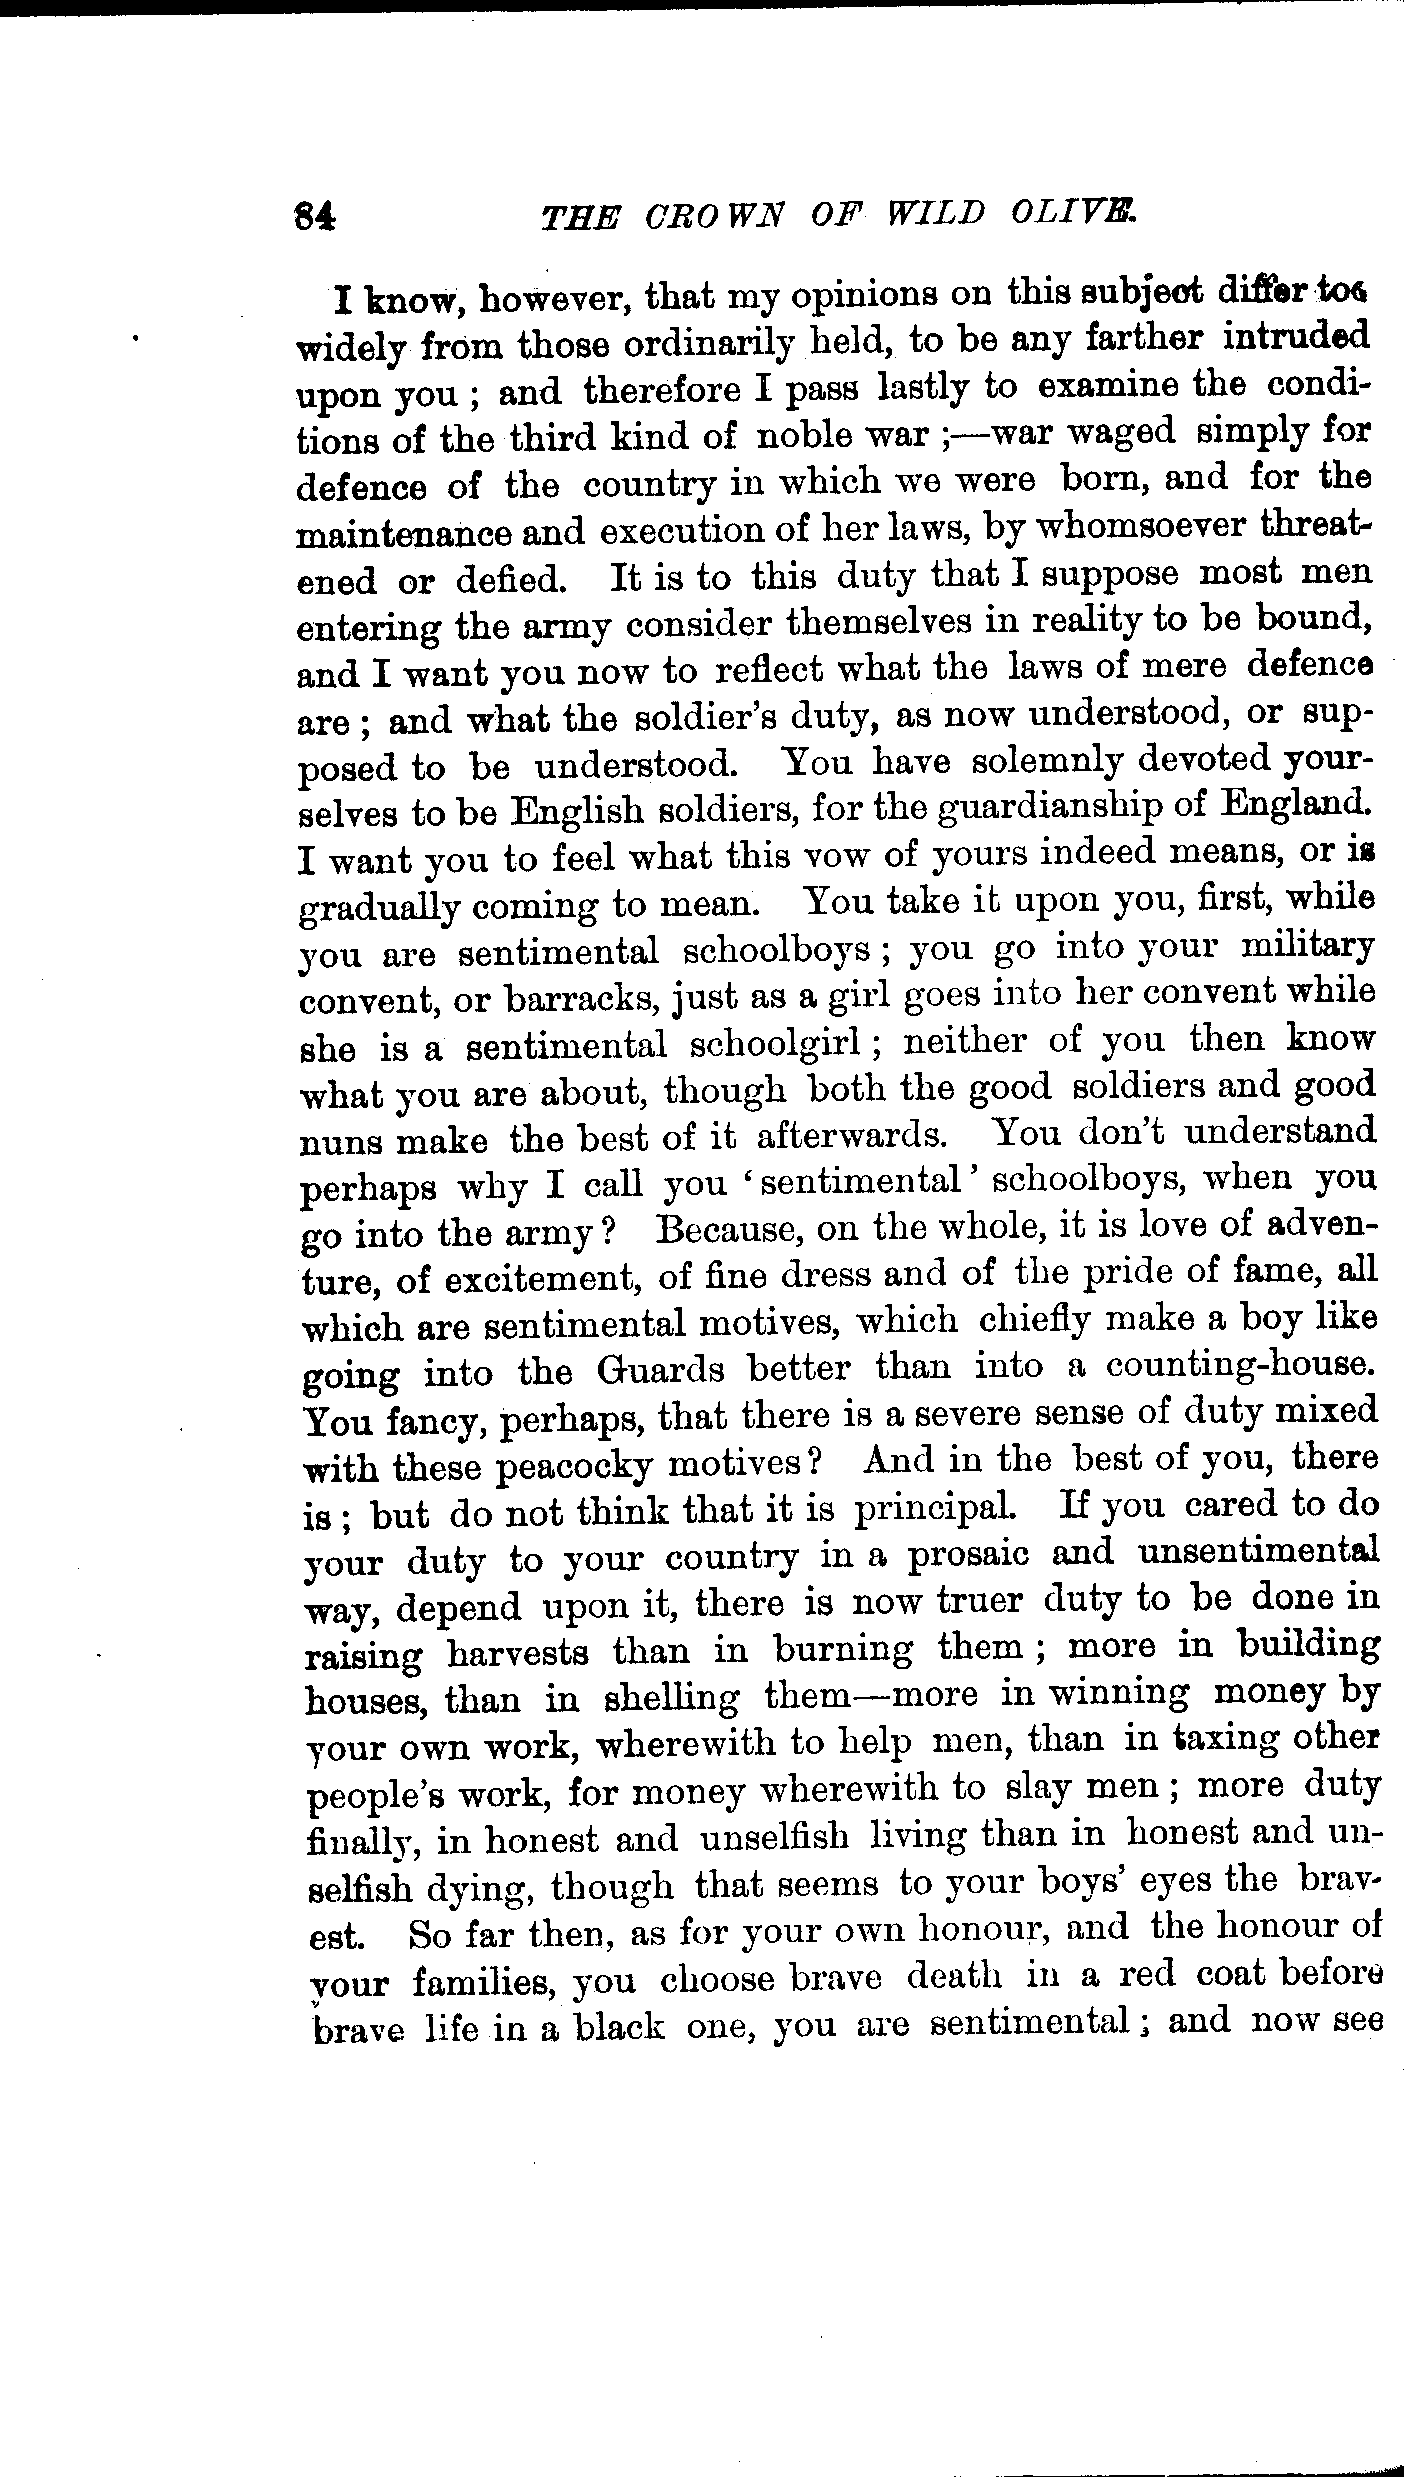 84 THE CROWN OF WILD OLIVE.
I know, however, that my opinions on this subject differ too
widely from those ordinarily held, to be any farther intruded
upon you ; and therefore I pass lastly to examine the condi-
tions of the third kind of noble war ;—war waged simply for
defence of the country in which we were born, and for the
maintenance and execution of her laws, by whomsoever threat-
ened or defied. It is to this duty that I suppose most men
entering the army consider themselves in reality to be bound,
and I want you now to reflect what the laws of mere defence
are ; and what the soldier's duty, as now understood, or sup-
posed to be understood. You have solemnly devoted your-
selves to be English soldiers, for the guardianship of England.
I want you to feel what this vow of yours indeed means, or is
gradually coming to mean. You take it upon you, first, while
you are sentimental schoolboys ; you go into your military
convent, or barracks, just as a girl goes into her convent while
she is a sentimental schoolgirl ; neither of you then know
what you are about, though both the good soldiers and good
nuns make the best of it afterwards. You don't understand
perhaps why I call you ‘sentimental’ schoolboys, when you
go into the army? Because, on the whole, it is love of adven-
ture, of excitement, of fine dress and of the pride of fame, all
which are sentimental motives, which chiefly make a boy like
going into the Guards better than into a counting-house.
You fancy, perhaps, that there is a severe sense of duty mixed
with these peacocky motives? And in the best of you, there
is ; but do not think that it is principal. If you cared to do
your duty to your country in a prosaic and unsentimental
way, depend upon it, there is now truer duty to be done in
raising harvests than in burning them ; more in building
houses, than in shelling them—more in winning money by
your own work, wherewith to help men, than in taxing other
people's work, for money wherewith to slay men ; more duty
finally, in honest and unselfish living than in honest and un-
selfish dying, though that seems to your boys' eyes the brav-
est. So far then, as for your own honour, and the honour of
your families, you choose brave death in a red coat before
brave life in a black one, you are sentimental ; and now see